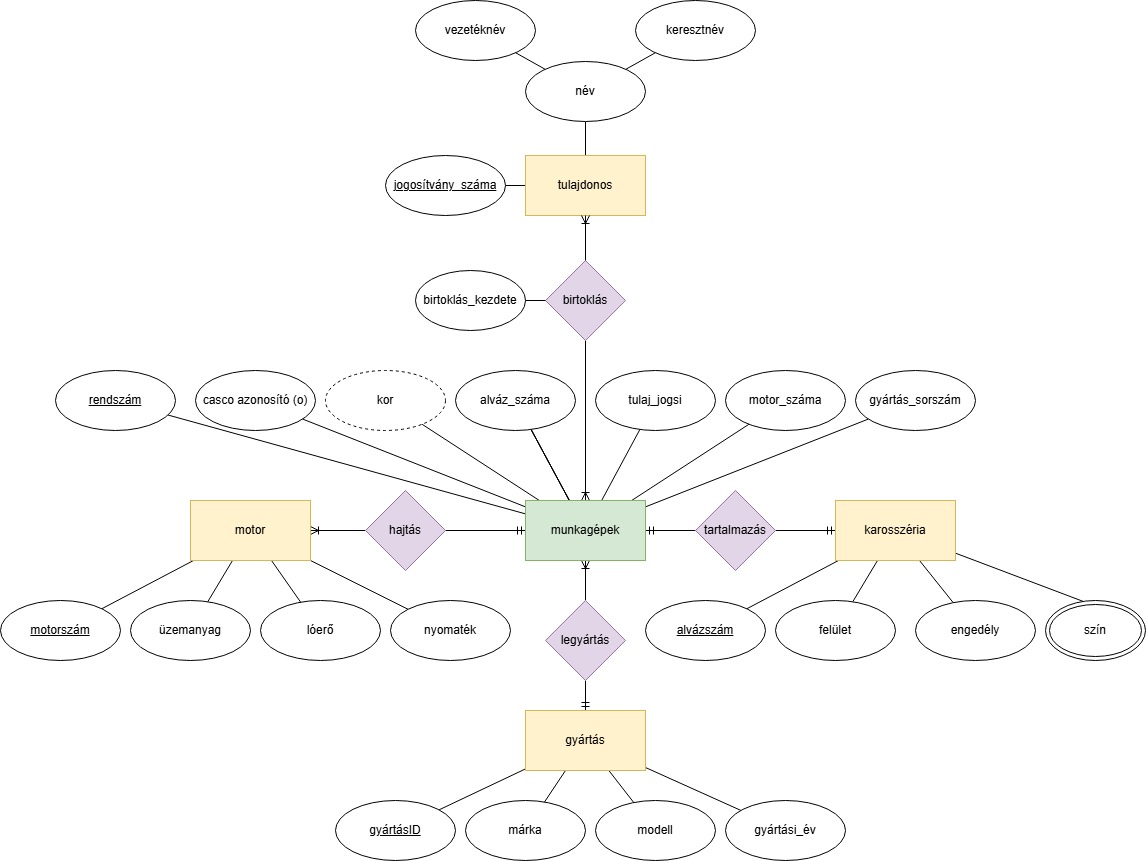 vezetéknév
keresztnév
név
jogosítvány_száma
tulajdonos
birtoklás_kezdete
birtoklás
rendszám
casco azonosító (o)
kor
alváz_száma
tulaj_jogsi
motor_száma
gyártás_sorszám
motor
hajtás
munkagépek
tartalmazás
karosszéria
motorszám
üzemanyag
lóerő
nyomaték
legyártás
alvázszám
felület
engedély
szín
gyártás
gyártásID
márka
modell
gyártási_év